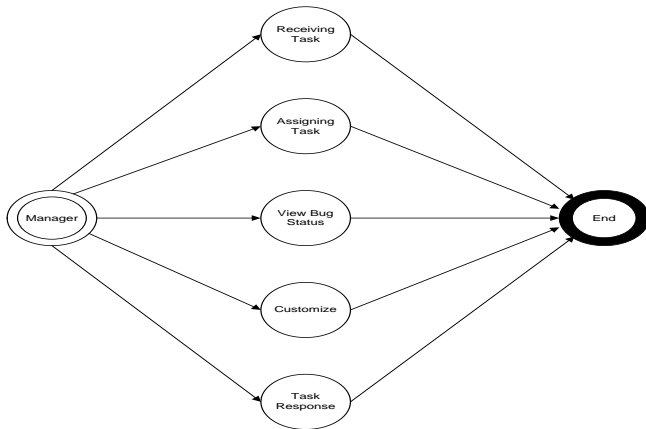 Receiving
Task
Assigning
Task
Manager
View Bug
Status
End
Customize
Task
Response